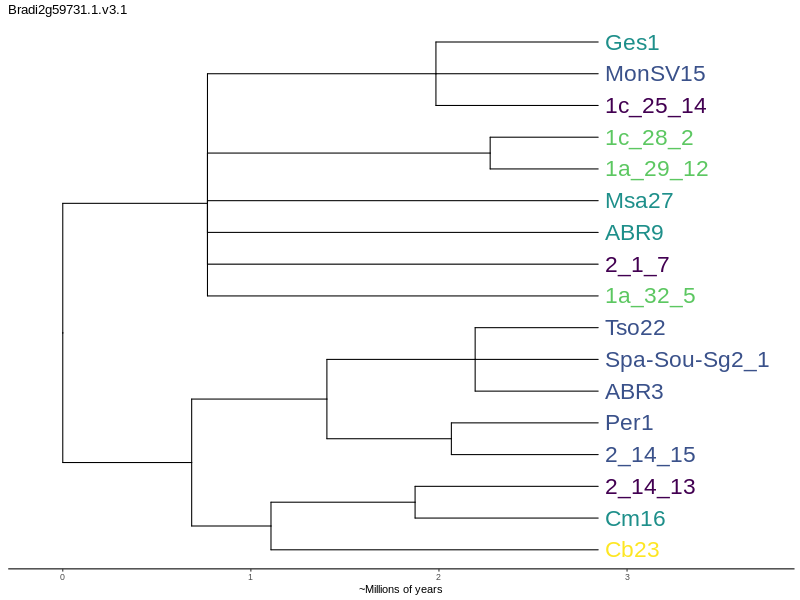 Bradi2g59731.1.v3.1
Ges1
MonSV15
1c_25_14
1c_28_2
1a_29_12
Msa27
ABR9
2_1_7
1a_32_5
Tso22
Spa-Sou-Sg2_1
ABR3
Per1
2_14_15
2_14_13
Cm16
Cb23
0 1 2 3
~Millions of years